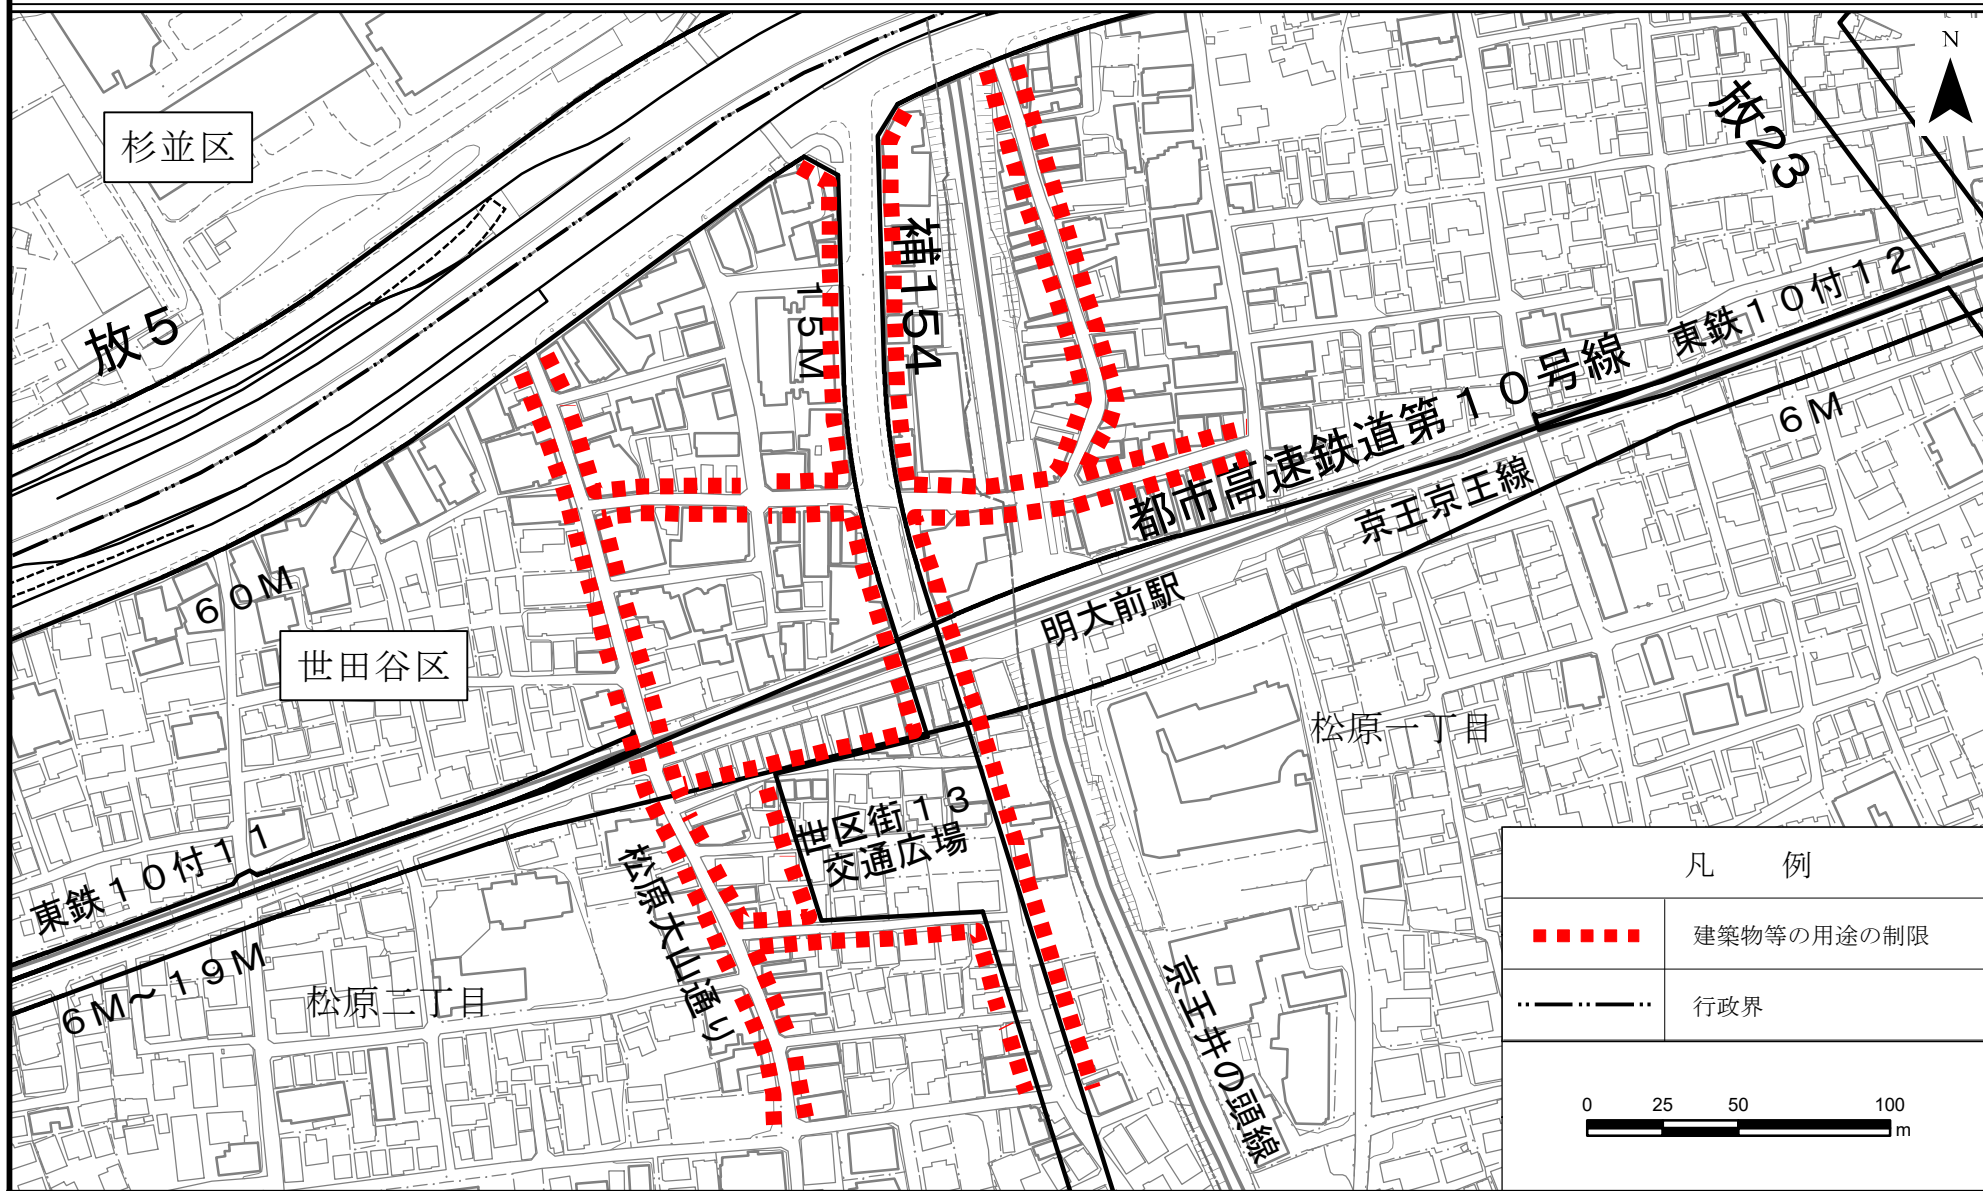 N
杉並区
放23
補154
15M
放5
東鉄10付12
都市高速鉄道第10号線
6M
京王京王線
60M
明大前駅
世田谷区
松原一丁目
世区街13
交通広場
東鉄10付11
松原大山通り
6M~19M
松原二丁目
京王井の頭線
凡 例
建築物等の用途の制限
行政界
0 25 50 100
m